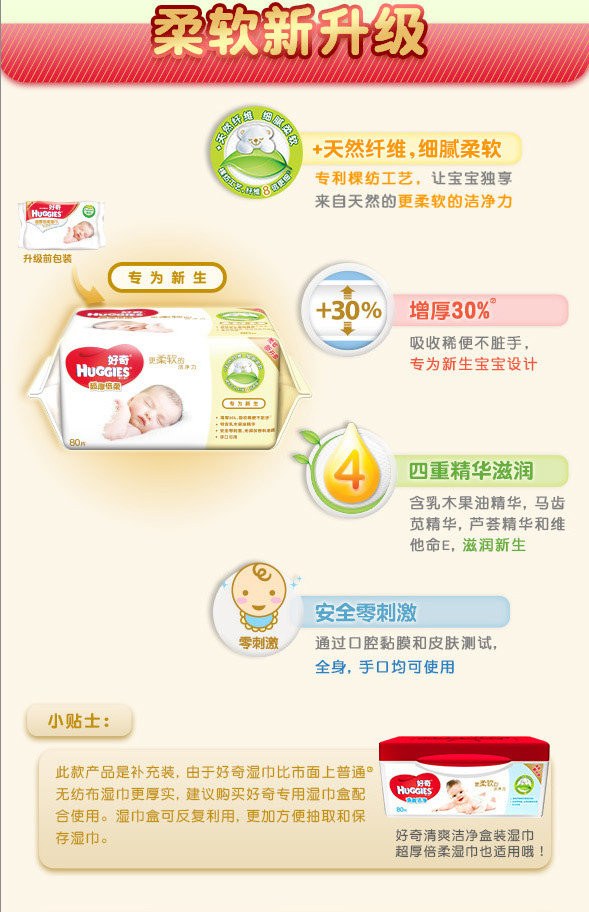 柔软新升级
+天然纤维 细腻柔软
+天然纤维,细腻柔软
专利棵纺工艺，让宝宝独享
来自天然的更柔软的洁净力
好奇
HUGGIES
升级前包装
专为新生
+30%
增厚30%②
吸收稀便不脏手，
专为新生宝宝设计
好奇
HUGGIES
超厚倍柔
更柔软的
洁净力
专为新生
80片
4
四重精华滋润
含乳木果油精华，马齿
苋精华，芦荟精华和维
他命E，滋润新生
零刺激
安全零刺激
通过口腔黏膜和皮肤测试，
全身，手口均可使用
小贴士：
此款产品是补充装，由于好奇湿巾比市面上普通
无纺布湿巾更厚实，建议购买好奇专用湿巾盒配
合使用。湿巾盒可反复利用，更加方便抽取和保
存湿巾。
好奇
HUGGIES
更柔软的
80片
好奇清爽洁净盒装湿巾
超厚倍柔湿巾也适用哦！